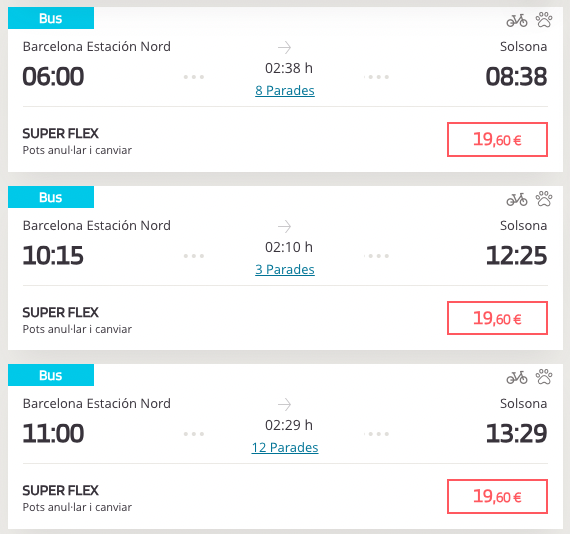 Bus
Barcelona Estación Nord Solsona
06:00 02:38 h 08:38
8 Parades
SUPER FLEX 19,60 €
Pots anul·lar i canviar
Bus
Barcelona Estación Nord Solsona
10:15 02:10 h 12:25
3 Parades
SUPER FLEX 19,60 €
Pots anul·lar i canviar
Bus
Barcelona Estación Nord Solsona
11:00 02:29 h 13:29
12 Parades
SUPER FLEX 19,60 €
Pots anul·lar i canviar